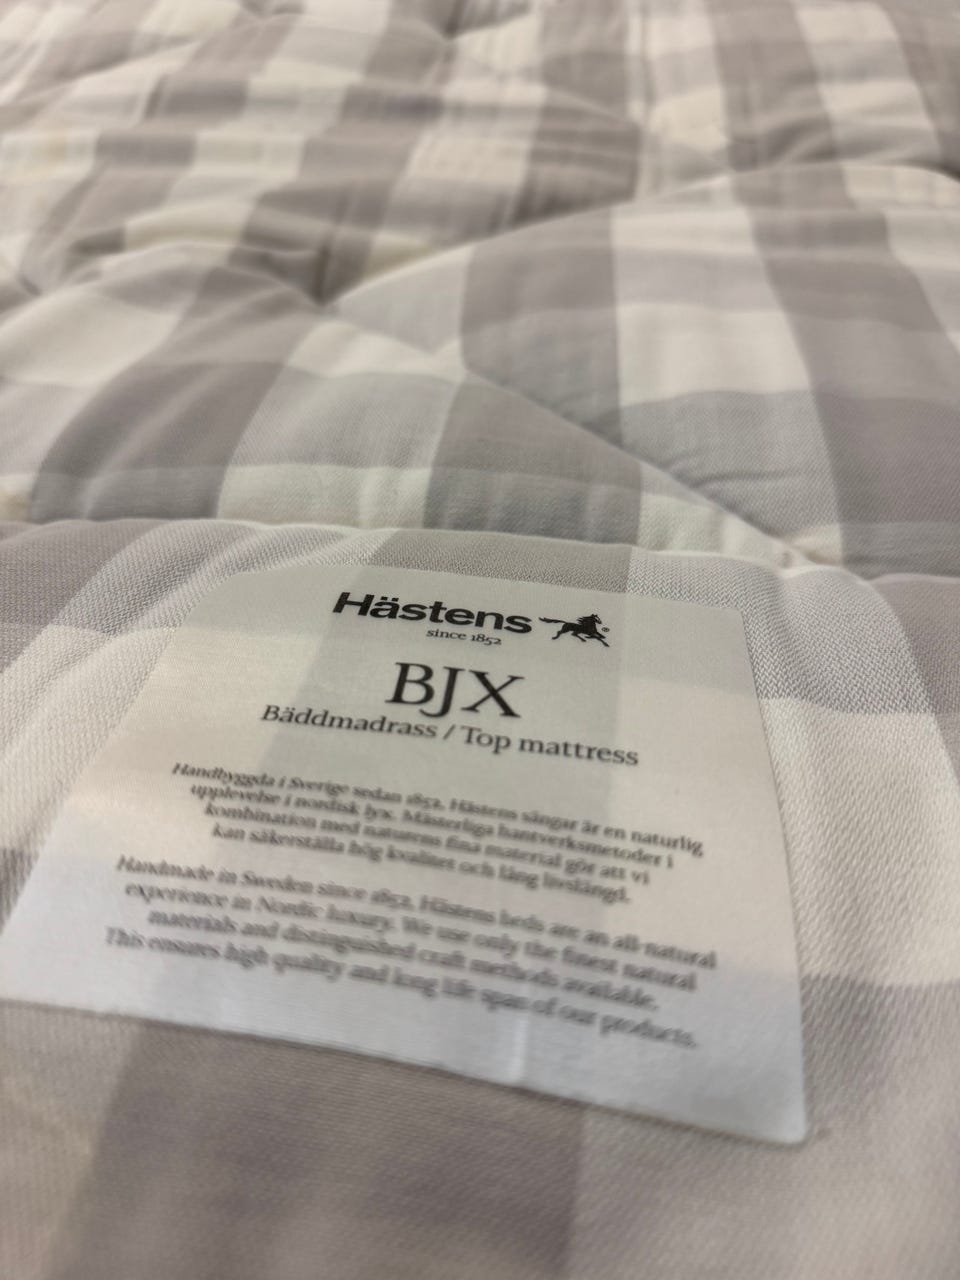 Hästens
since 1852
BJX
Bäddmadrass / Top mattress
Handbyggda i Sverige sedan 1852, Hästens sängar är en naturlig
upplevelse i nordisk lyx. Mästerliga hantverksmetoder i
kombination med naturens fina material gör att vi
kan säkerställa hög kvalitet och lång livslängd.
Handmade in Sweden since 1852, Hästens beds are an all-natural
experience in Nordic luxury. We use only the finest natural
materials and distinguished craft methods available.
This ensures high quality and long life span of our products.